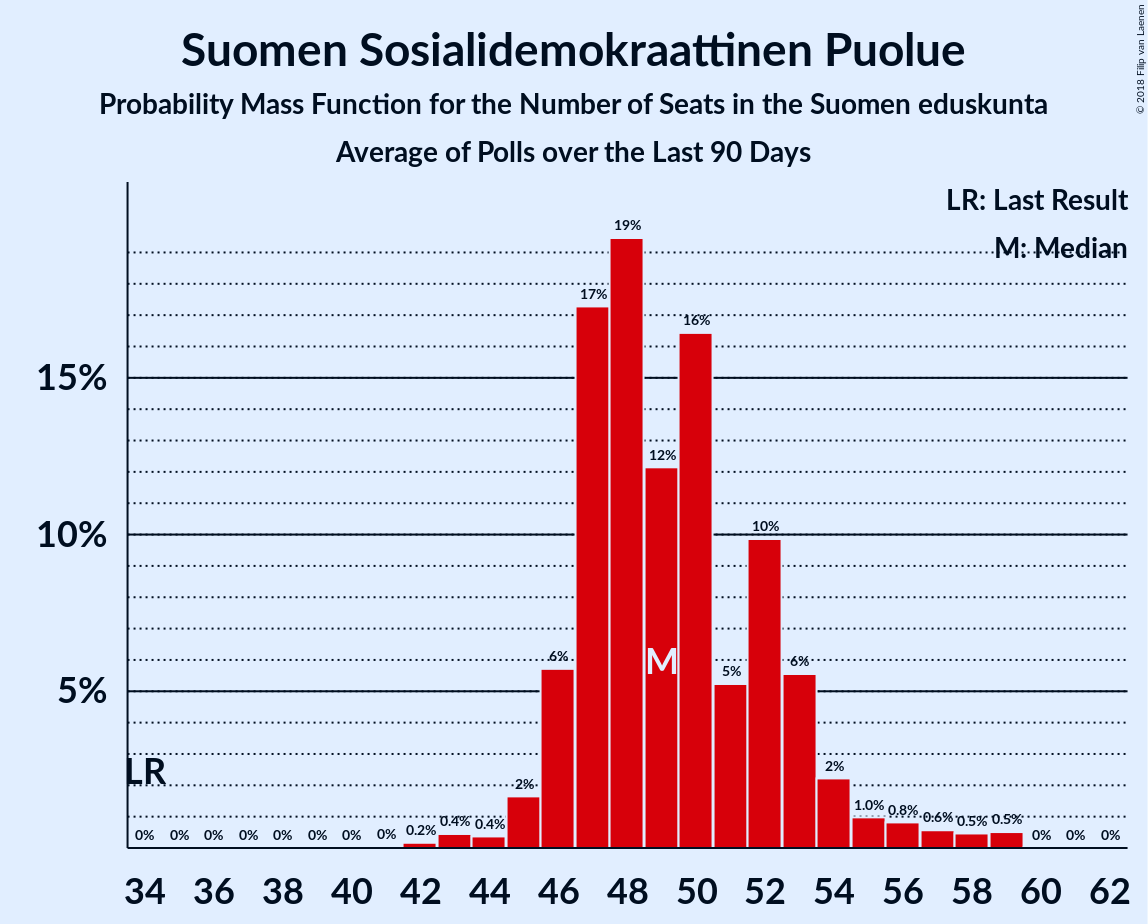 Suomen Sosialidemokraattinen Puolue
Probability Mass Function for the Number of Seats in the Suomen eduskunta
Average of Polls over the Last 90 Days
© 2018 Filip van Laenen
LR: Last Result
M: Median
15%
10%
5%
LR
M
0% 0% 0% 0% 0% 0% 0% 0% 0.2% 0.4% 0.4% 2% 6% 17% 19% 12% 16% 5% 10% 6% 2% 1.0% 0.8% 0.6% 0.5% 0.5% 0% 0% 0%
34 36 38 40 42 44 46 48 50 52 54 56 58 60 62